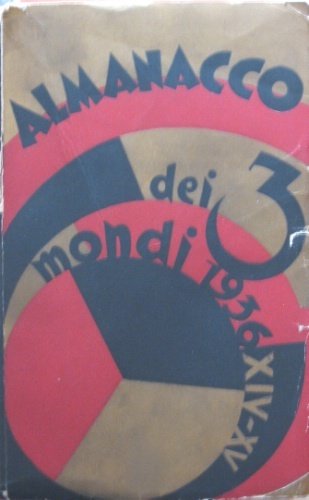 ALMANACCO
dei 3
mondi 1936.XIV-XV